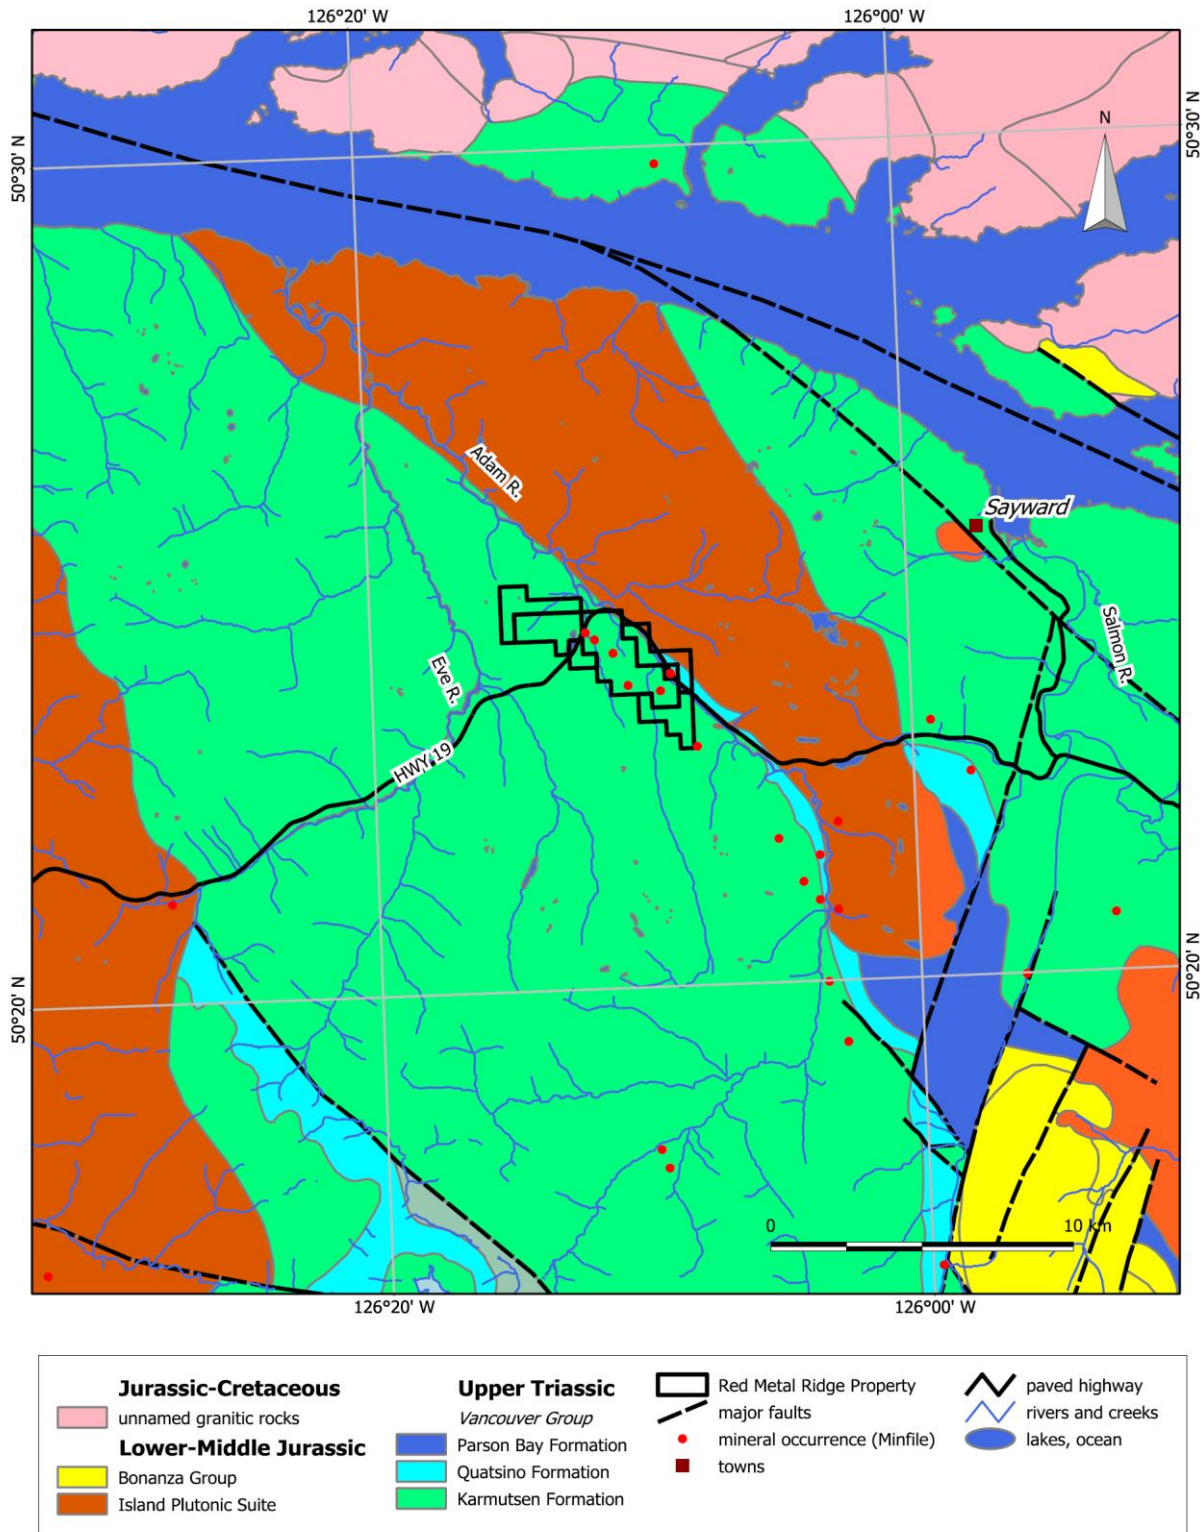 126°20' W
126°00' W
50°30' N
50°30' N
N
Adam R.
Sayward
Salmon R.
Eve R.
HWY 19
50°20' N
50°20' N
0
10 km
126°20' W
126°00' W
Jurassic-Cretaceous
unnamed granitic rocks
Lower-Middle Jurassic
Bonanza Group
Island Plutonic Suite
Upper Triassic
Vancouver Group
Parson Bay Formation
Quatsino Formation
Karmutsen Formation
Red Metal Ridge Property
major faults
mineral occurrence (Minfile)
towns
paved highway
rivers and creeks
lakes, ocean